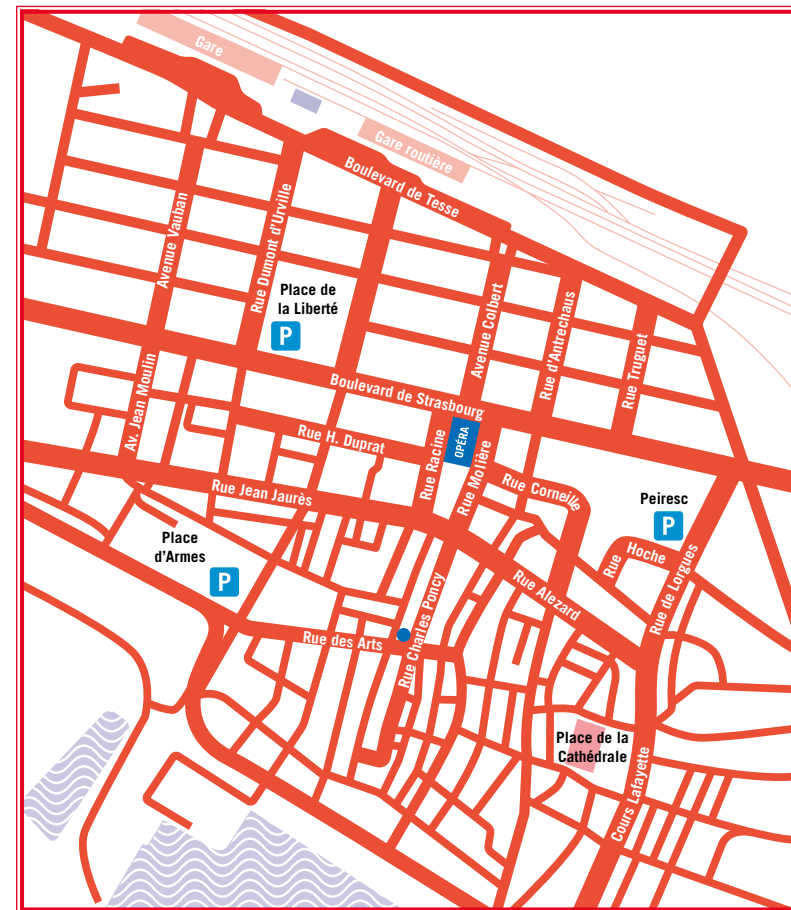 Gare
Gare routière
Boulevard de Tesse
Avenue Vauban
Rue Dumont d'Urville
Place de
la Liberté
P
Avenue Colbert
Rue d'Antrechaus
Rue Truguet
Boulevard de Strasbourg
Av. Jean Moulin
Rue H. Duprat
Rue Racine
OPÉRA
Rue Molière
Rue Corneille
Rue Jean Jaurès
Peiresc
P
Place
d'Armes
P
Rue Hoche
Rue de Lorgues
Rue Alezard
Rue Charles Poncy
Rue des Arts
Place de la
Cathédrale
Cours Lafayette